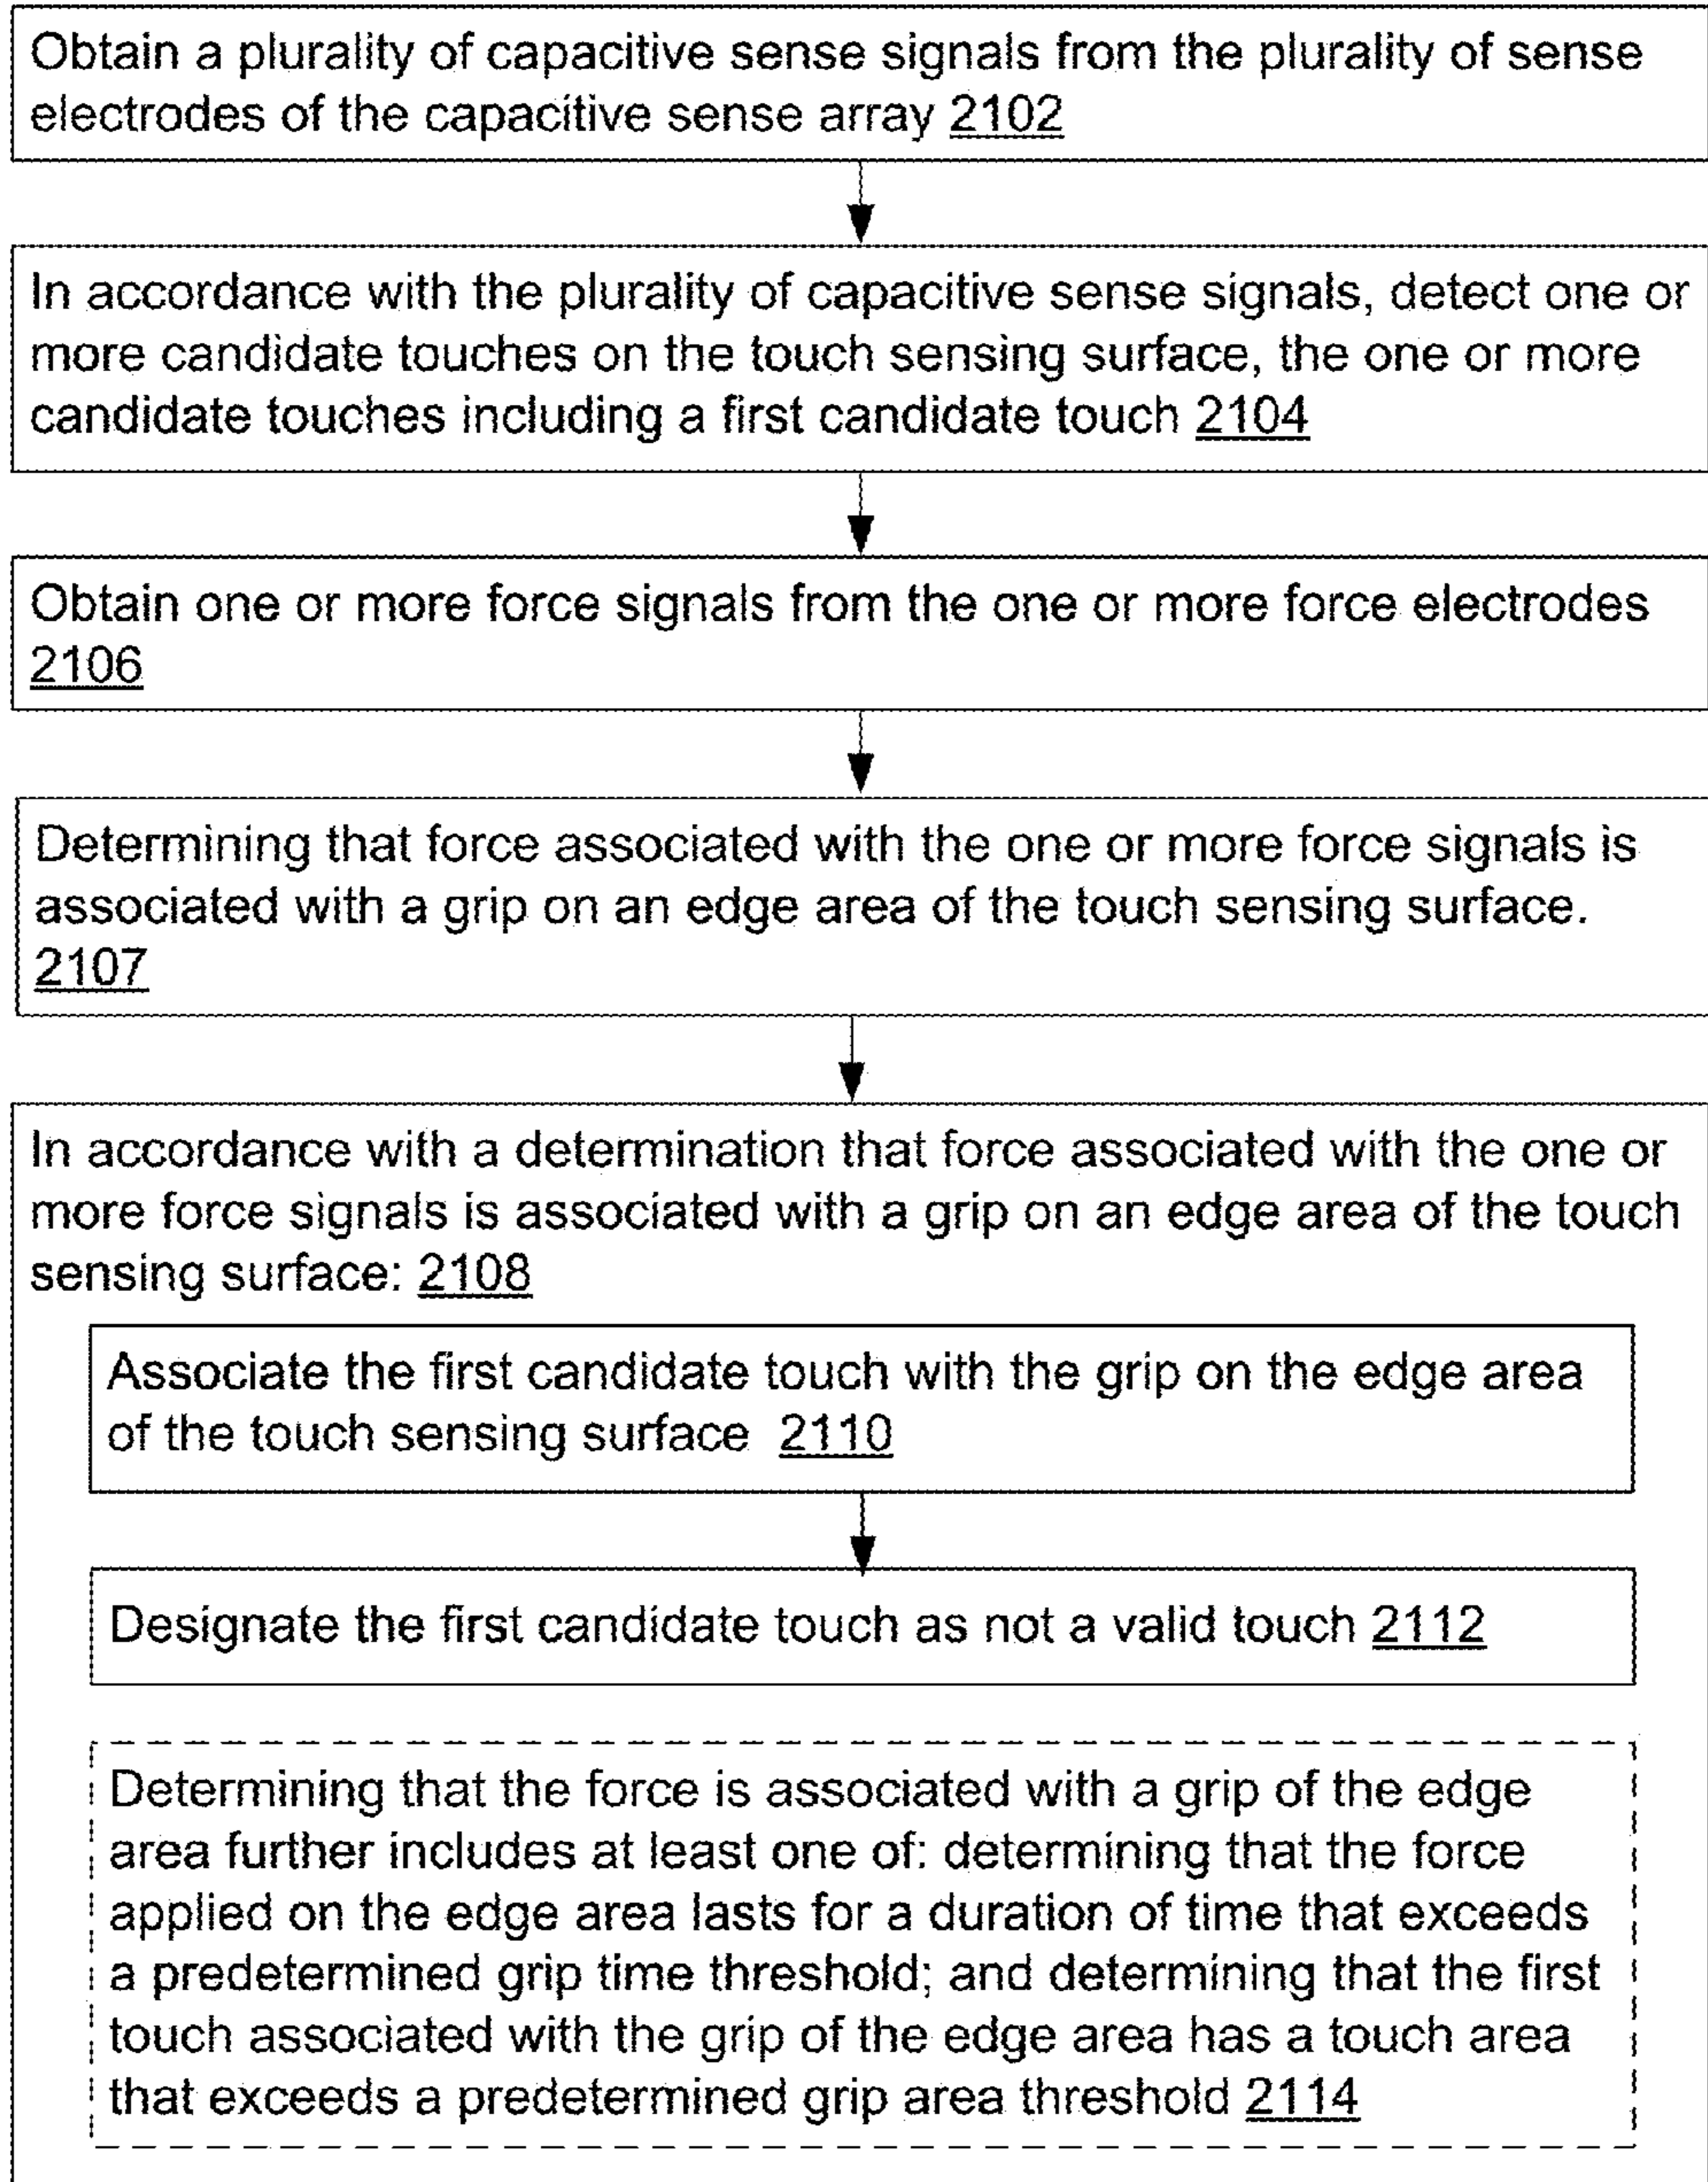 Obtain a plurality of capacitive sense signals from the plurality of sense
electrodes of the capacitive sense array 2102
In accordance with the plurality of capacitive sense signals, detect one or
more candidate touches on the touch sensing surface, the one or more
candidate touches including a first candidate touch 2104
Obtain one or more force signals from the one or more force electrodes
2106
Determining that force associated with the one or more force signals is
associated with a grip on an edge area of the touch sensing surface.
2107
In accordance with a determination that force associated with the one or
more force signals is associated with a grip on an edge area of the touch
sensing surface: 2108
Associate the first candidate touch with the grip on the edge area
of the touch sensing surface 2110
Designate the first candidate touch as not a valid touch 2112
Determining that the force is associated with a grip of the edge
area further includes at least one of: determining that the force
applied on the edge area lasts for a duration of time that exceeds
a predetermined grip time threshold; and determining that the first
touch associated with the grip of the edge area has a touch area
that exceeds a predetermined grip area threshold 2114